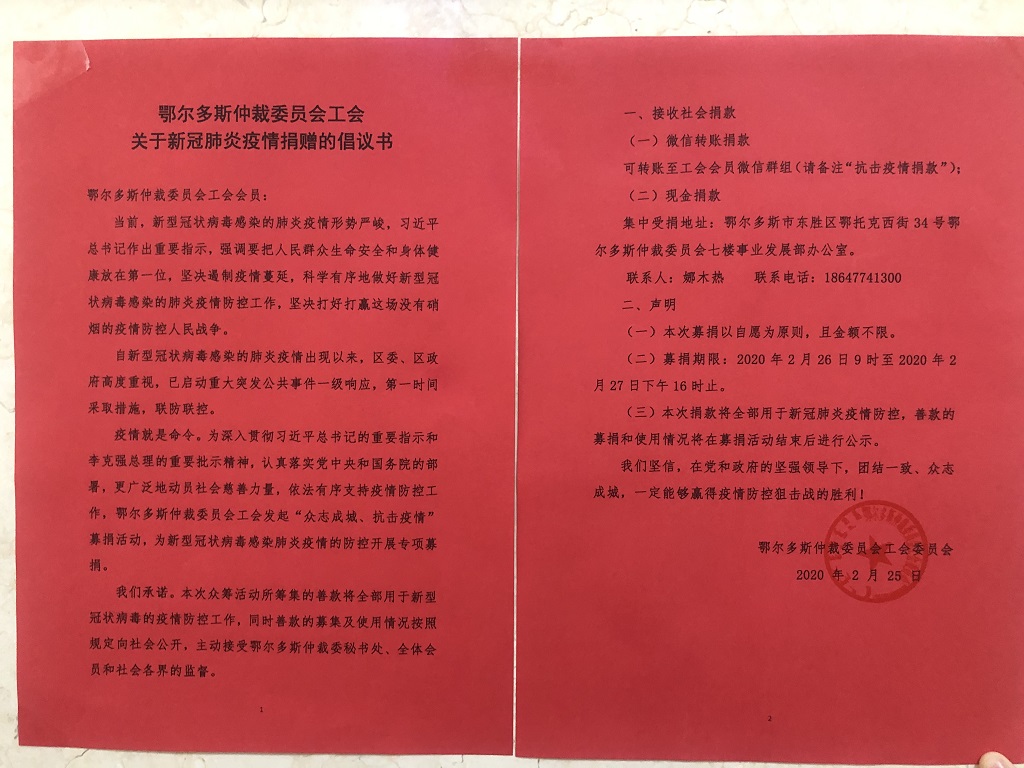 鄂尔多斯仲裁委员会工会
关于新冠肺炎疫情捐赠的倡议书
鄂尔多斯仲裁委员会工会会员：
当前，新型冠状病毒感染的肺炎疫情形势严峻，习近平
总书记作出重要指示，强调要把人民群众生命安全和身体健
康放在第一位，坚决遏制疫情蔓延，科学有序地做好新型冠
状病毒感染的肺炎疫情防控工作，坚决打好打赢这场没有硝
烟的疫情防控人民战争。
自新型冠状病毒感染的肺炎疫情出现以来，区委、区政
府高度重视，已启动重大突发公共事件一级响应，第一时间
采取措施，联防联控。
疫情就是命令。为深入贯彻习近平总书记的重要指示和
李克强总理的重要批示精神，认真落实党中央和国务院的部
署，更广泛地动员社会慈善力量，依法有序支持疫情防控工
作，鄂尔多斯仲裁委员会工会发起“众志成城、抗击疫情”
募捐活动，为新型冠状病毒感染肺炎疫情的防控开展专项募
捐。
我们承诺。本次众筹活动所筹集的善款将全部用于新型
冠状病毒的疫情防控工作，同时善款的募集及使用情况按照
规定向社会公开，主动接受鄂尔多斯仲裁委秘书处、全体会
员和社会各界的监督。
1
一、接收社会捐款
（一）微信转账捐款
可转账至工会会员微信群组（请备注“抗击疫情捐款”）；
（二）现金捐款
集中受捐地址：鄂尔多斯市东胜区鄂托克西街 34 号鄂
尔多斯仲裁委员会七楼事业发展部办公室。
联系人：娜木热 联系电话：18647741300
二、声明
（一）本次募捐以自愿为原则，且金额不限。
（二）募捐期限：2020 年 2 月 26 日 9 时至 2020 年 2
月 27 日下午 16 时止。
（三）本次捐款将全部用于新冠肺炎疫情防控，善款的
募捐和使用情况将在募捐活动结束后进行公示。
我们坚信，在党和政府的坚强领导下，团结一致、众志
成城，一定能够赢得疫情防控狙击战的胜利！
鄂尔多斯仲裁委员会工会委员会
2020 年 2 月 25 日
2